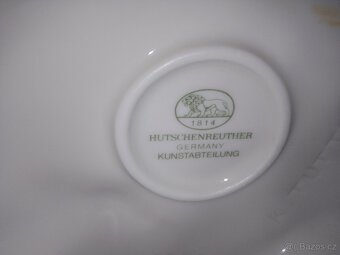 1814
HUTSCHENREUTHER
GERMANY
KUNSTABTEILUNG
© Bazos.cz